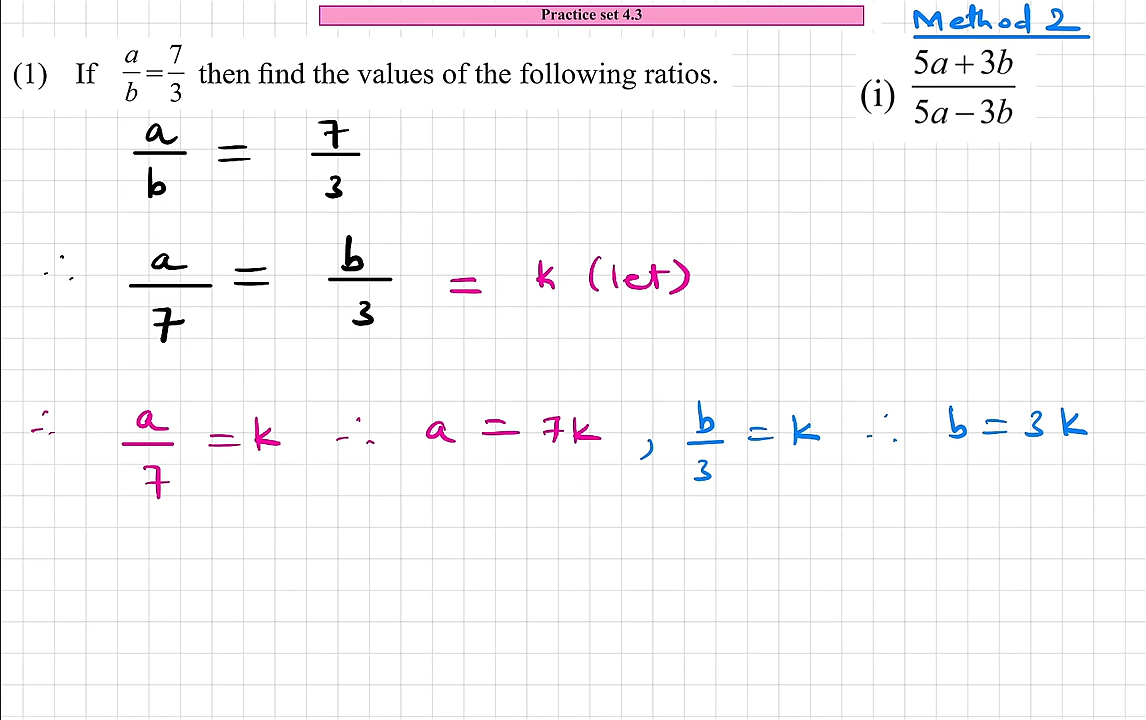 Practice set 4.3
Method 2
(1) If a/b = 7/3 then find the values of the following ratios.
(i) 5a + 3b / 5a − 3b
a/b = 7/3
∴ a/7 = b/3 = k (let)
∴ a/7 = k ∴ a = 7k , b/3 = k ∴ b = 3k